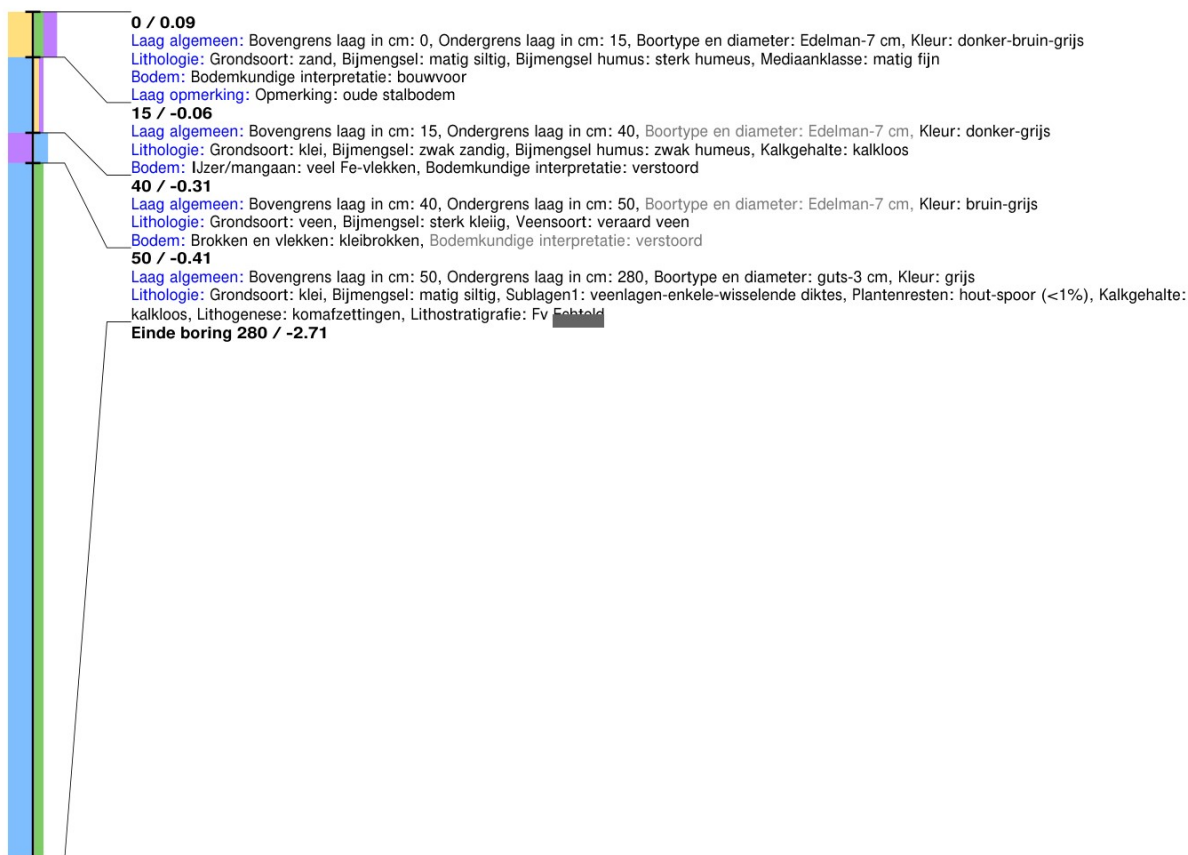 0 / 0.09
Laag algemeen: Bovengrens laag in cm: 0, Ondergrens laag in cm: 15, Boortype en diameter: Edelman-7 cm, Kleur: donker-bruin-grijs
Lithologie: Grondsoort: zand, Bijmengsel: matig siltig, Bijmengsel humus: sterk humeus, Mediaanklasse: matig fijn
Bodem: Bodemkundige interpretatie: bouwvoor
Laag opmerking: Opmerking: oude stalbodem
15 / -0.06
Laag algemeen: Bovengrens laag in cm: 15, Ondergrens laag in cm: 40, Boortype en diameter: Edelman-7 cm, Kleur: donker-grijs
Lithologie: Grondsoort: klei, Bijmengsel: zwak zandig, Bijmengsel humus: zwak humeus, Kalkgehalte: kalkloos
Bodem: IJzer/mangaan: veel Fe-vlekken, Bodemkundige interpretatie: verstoord
40 / -0.31
Laag algemeen: Bovengrens laag in cm: 40, Ondergrens laag in cm: 50, Boortype en diameter: Edelman-7 cm, Kleur: bruin-grijs
Lithologie: Grondsoort: veen, Bijmengsel: sterk kleiig, Veensoort: veraard veen
Bodem: Brokken en vlekken: kleibrokken, Bodemkundige interpretatie: verstoord
50 / -0.41
Laag algemeen: Bovengrens laag in cm: 50, Ondergrens laag in cm: 280, Boortype en diameter: guts-3 cm, Kleur: grijs
Lithologie: Grondsoort: klei, Bijmengsel: matig siltig, Sublagen1: veenlagen-enkele-wisselende diktes, Plantenresten: hout-spoor (<1%), Kalkgehalte:
kalkloos, Lithogenese: komafzettingen, Lithostratigrafie: Fv
Einde boring 280 / -2.71